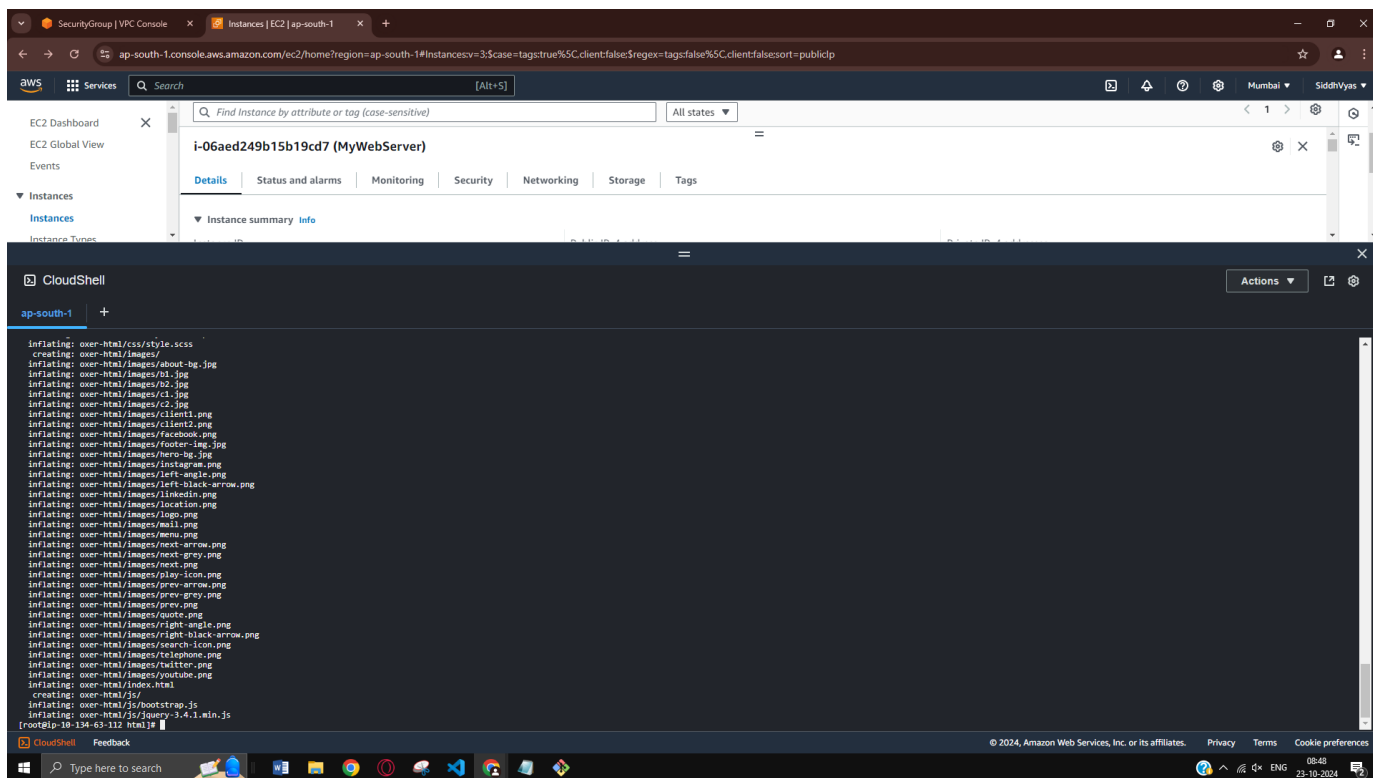 SecurityGroup | VPC Console
Instances | EC2 | ap-south-1
ap-south-1.console.aws.amazon.com/ec2/home?region=ap-south-1#Instances:v=3;$case=tags:true%5C,client:false;$regex=tags:false%5C,client:false;sort=publicIp
aws Services Search [Alt+S] Mumbai SiddhVyas
EC2 Dashboard
EC2 Global View
Events
Instances
Instances
Instance Types
Find Instance by attribute or tag (case-sensitive) All states 1
i-06aed249b15b19cd7 (MyWebServer)
Details Status and alarms Monitoring Security Networking Storage Tags
Instance summary Info
CloudShell Actions
ap-south-1
inflating: oxer-html/css/style.scss
creating: oxer-html/images/
inflating: oxer-html/images/about-bg.jpg
inflating: oxer-html/images/b1.jpg
inflating: oxer-html/images/b2.jpg
inflating: oxer-html/images/c1.jpg
inflating: oxer-html/images/c2.jpg
inflating: oxer-html/images/client1.png
inflating: oxer-html/images/client2.png
inflating: oxer-html/images/facebook.png
inflating: oxer-html/images/footer-img.jpg
inflating: oxer-html/images/hero-bg.jpg
inflating: oxer-html/images/instagram.png
inflating: oxer-html/images/left-angle.png
inflating: oxer-html/images/left-black-arrow.png
inflating: oxer-html/images/linkedin.png
inflating: oxer-html/images/location.png
inflating: oxer-html/images/logo.png
inflating: oxer-html/images/mail.png
inflating: oxer-html/images/menu.png
inflating: oxer-html/images/next-arrow.png
inflating: oxer-html/images/next-grey.png
inflating: oxer-html/images/next.png
inflating: oxer-html/images/play-icon.png
inflating: oxer-html/images/prev-arrow.png
inflating: oxer-html/images/prev-grey.png
inflating: oxer-html/images/prev.png
inflating: oxer-html/images/quote.png
inflating: oxer-html/images/right-angle.png
inflating: oxer-html/images/right-black-arrow.png
inflating: oxer-html/images/search-icon.png
inflating: oxer-html/images/telephone.png
inflating: oxer-html/images/twitter.png
inflating: oxer-html/images/youtube.png
inflating: oxer-html/index.html
creating: oxer-html/js/
inflating: oxer-html/js/bootstrap.js
inflating: oxer-html/js/jquery-3.4.1.min.js
[root@ip-10-134-63-112 html]#
CloudShell Feedback © 2024, Amazon Web Services, Inc. or its affiliates. Privacy Terms Cookie preferences
Type here to search ENG 08:48
23-10-2024